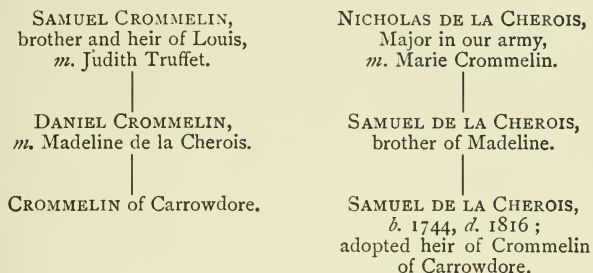 SAMUEL CROMMELIN,
brother and heir of Louis,
m. Judith Truffet.
DANIEL CROMMELIN,
m. Madeline de la Cherois.
CROMMELIN of Carrowdore.
NICHOLAS DE LA CHEROIS,
Major in our army,
m. Marie Crommelin.
SAMUEL DE LA CHEROIS,
brother of Madeline.
SAMUEL DE LA CHEROIS,
b. 1744, d. 1816 ;
adopted heir of Crommelin
of Carrowdore.